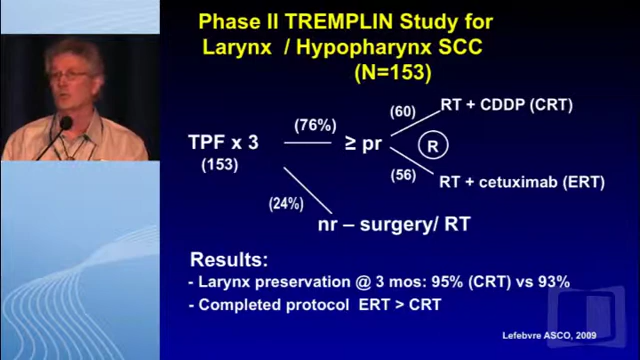 Phase II TREMPLIN Study for
Larynx / Hypopharynx SCC
(N=153)
(60) RT + CDDP (CRT)
(76%)
TPF x 3 ≥ pr R
(153)
(56) RT + cetuximab (ERT)
(24%)
nr – surgery/ RT
Results:
- Larynx preservation @ 3 mos: 95% (CRT) vs 93%
- Completed protocol ERT > CRT
Lefebvre ASCO, 2009